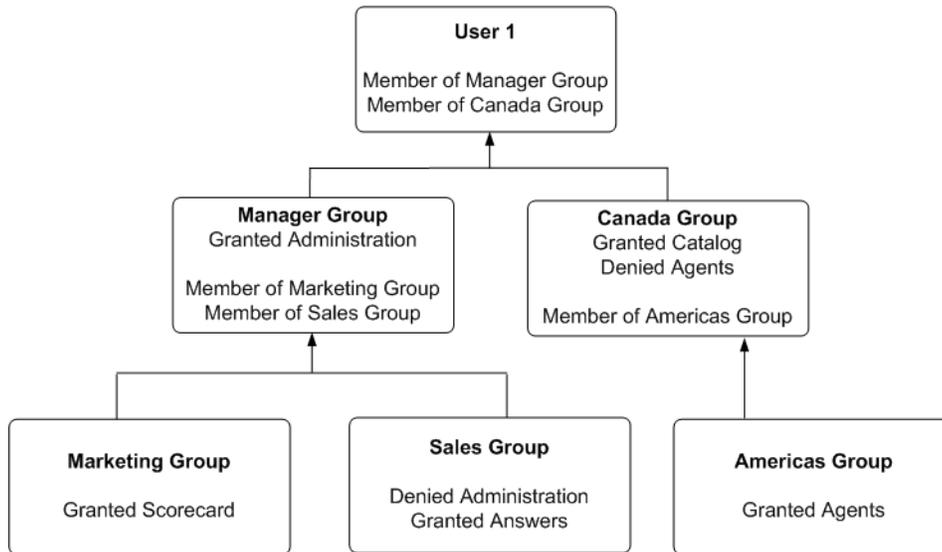 User 1
Member of Manager Group
Member of Canada Group
Manager Group
Granted Administration
Member of Marketing Group
Member of Sales Group
Canada Group
Granted Catalog
Denied Agents
Member of Americas Group
Marketing Group
Granted Scorecard
Sales Group
Denied Administration
Granted Answers
Americas Group
Granted Agents